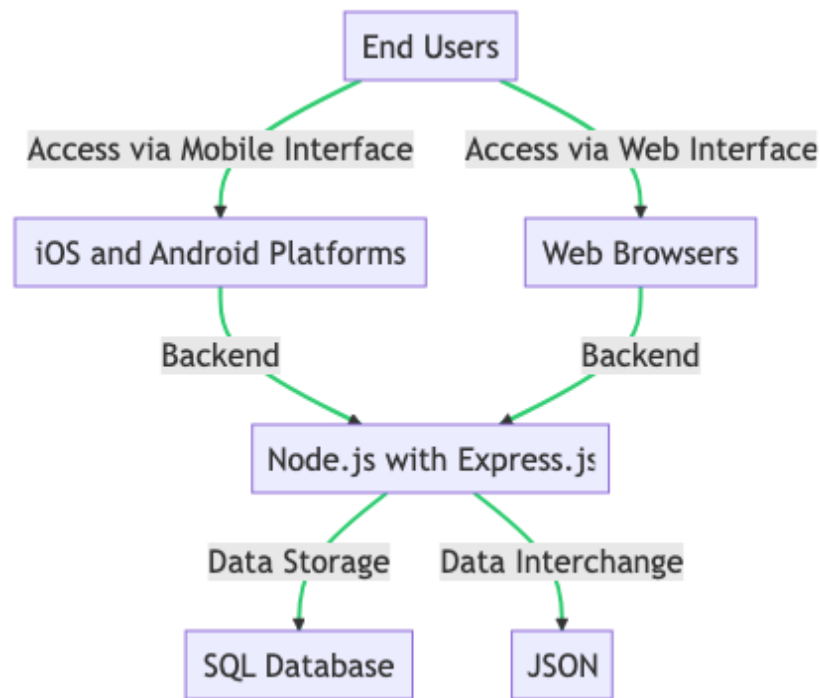 End Users
Access via Mobile Interface
Access via Web Interface
iOS and Android Platforms
Web Browsers
Backend
Backend
Node.js with Express.js
Data Storage
Data Interchange
SQL Database
JSON